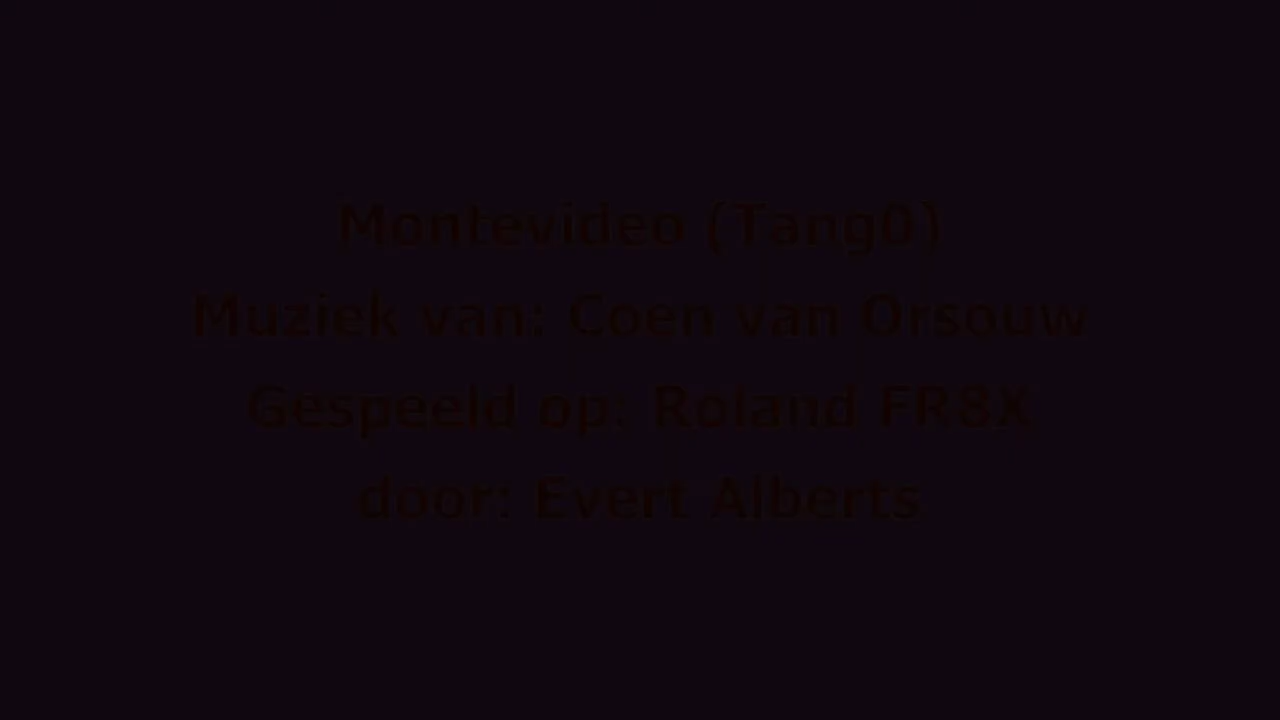 Montevideo (Tang0)
Muziek van: Coen van Orsouw
Gespeeld op: Roland FR8X
door: Evert Alberts